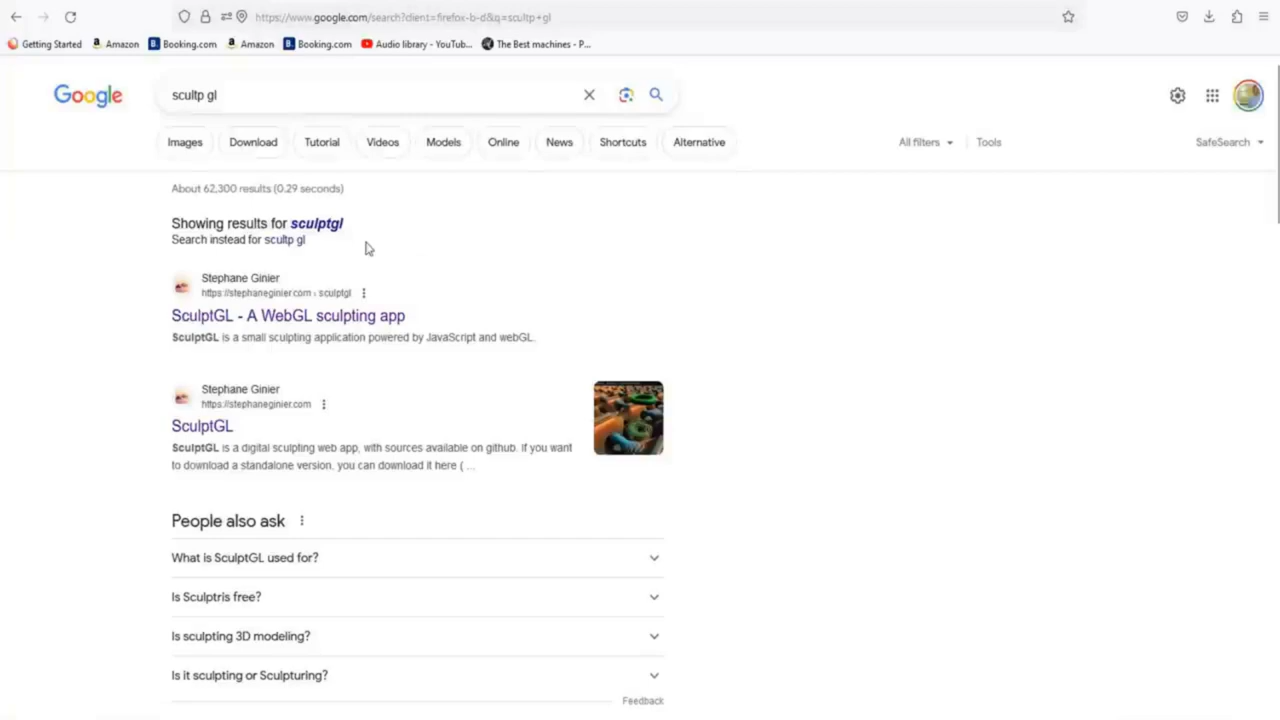 https://www.google.com/search?client=firefox-b-d&q=scultp+gl
Getting Started Amazon Booking.com Amazon Booking.com Audio library - YouTub... The Best machines - P...
Google scultp gl
Images Download Tutorial Videos Models Online News Shortcuts Alternative All filters Tools SafeSearch
About 62,300 results (0.29 seconds)
Showing results for sculptgl
Search instead for scultp gl
Stephane Ginier
https://stephaneginier.com › sculptgl
SculptGL - A WebGL sculpting app
SculptGL is a small sculpting application powered by JavaScript and webGL.
Stephane Ginier
https://stephaneginier.com
SculptGL
SculptGL is a digital sculpting web app, with sources available on github. If you want
to download a standalone version, you can download it here ( ...
People also ask
What is SculptGL used for?
Is Sculptris free?
Is sculpting 3D modeling?
Is it sculpting or Sculpturing?
Feedback